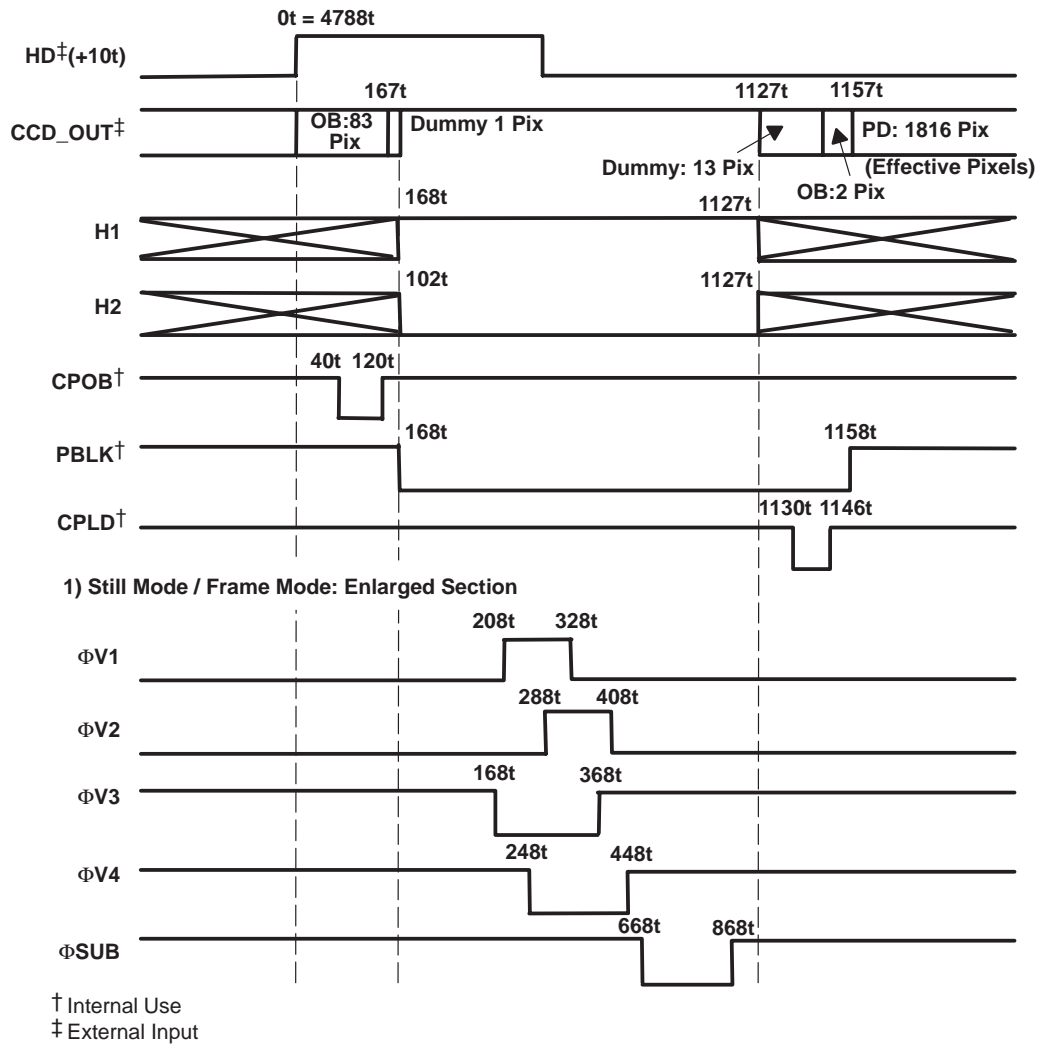 0t = 4788t
HD‡(+10t)
167t
1127t
1157t
CCD_OUT‡
OB:83
Pix
Dummy 1 Pix
PD: 1816 Pix
Dummy: 13 Pix
(Effective Pixels)
OB:2 Pix
168t
1127t
H1
102t
1127t
H2
40t 120t
CPOB†
168t
1158t
PBLK†
1130t 1146t
CPLD†
1) Still Mode / Frame Mode: Enlarged Section
208t 328t
ΦV1
288t 408t
ΦV2
168t 368t
ΦV3
248t 448t
ΦV4
668t 868t
ΦSUB
† Internal Use
‡ External Input